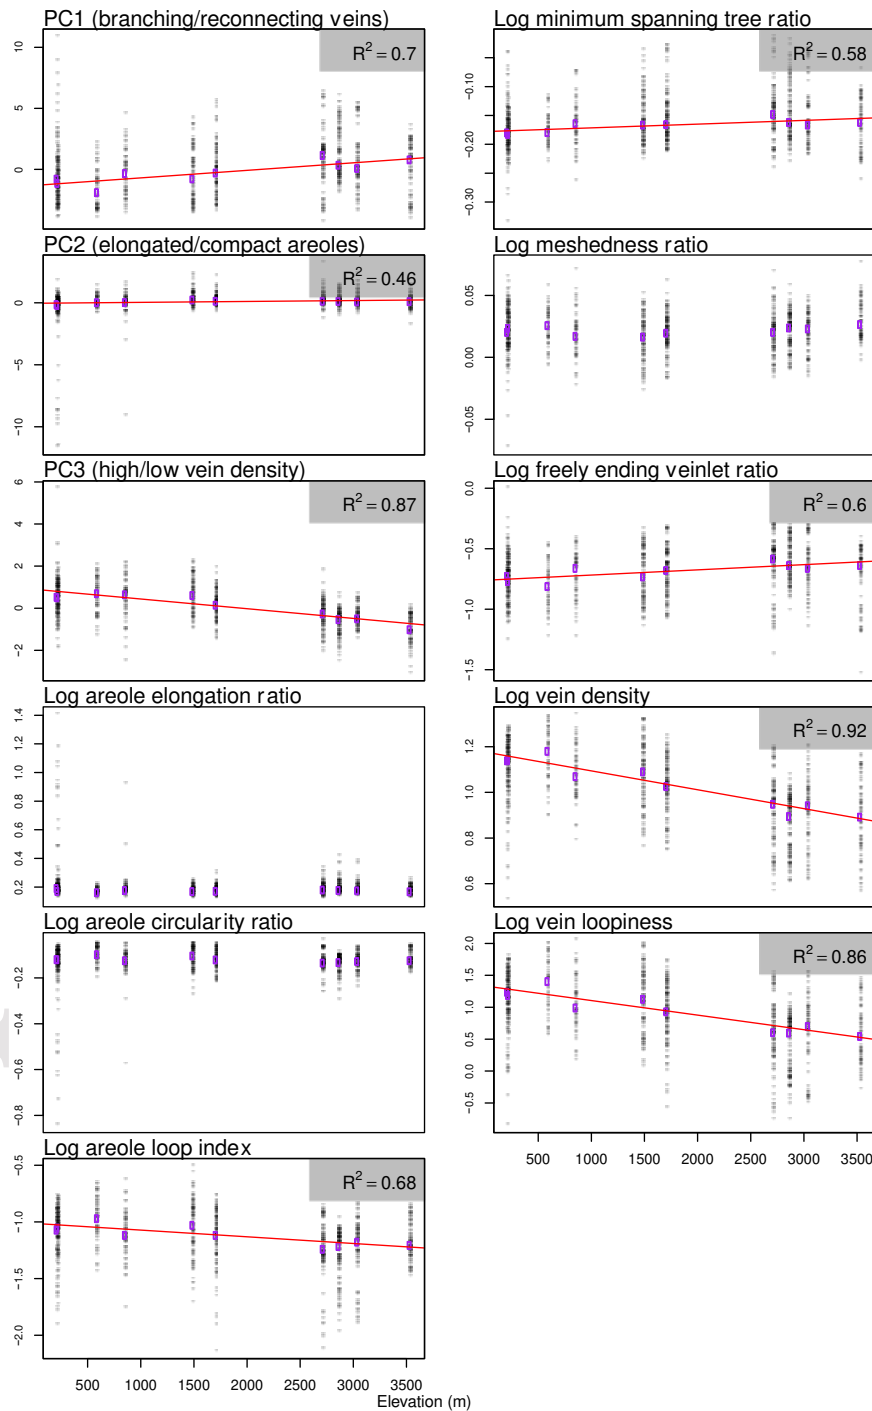 PC1 (branching/reconnecting veins)
R² = 0.7
10
5
0
PC2 (elongated/compact areoles)
R² = 0.46
0
−5
−10
PC3 (high/low vein density)
R² = 0.87
6
4
2
0
−2
Log areole elongation ratio
1.4
1.2
1.0
0.8
0.6
0.4
0.2
Log areole circularity ratio
−0.2
−0.4
−0.6
−0.8
Log areole loop index
R² = 0.68
−0.5
−1.0
−1.5
−2.0
500 1000 1500 2000 2500 3000 3500
Log minimum spanning tree ratio
R² = 0.58
−0.10
−0.20
−0.30
Log meshedness ratio
0.05
0.00
−0.05
Log freely ending veinlet ratio
R² = 0.6
0.0
−0.5
−1.0
−1.5
Log vein density
R² = 0.92
1.2
1.0
0.8
0.6
Log vein loopiness
R² = 0.86
2.0
1.5
1.0
0.5
0.0
−0.5
500 1000 1500 2000 2500 3000 3500
Elevation (m)